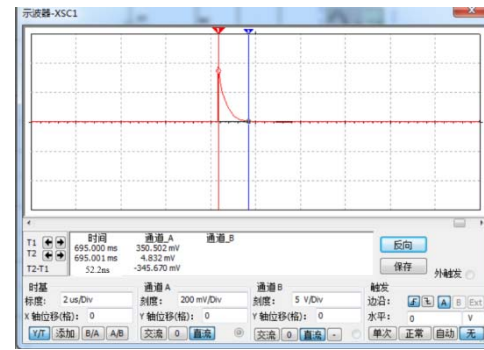 示波器-XSC1
T1
T2
T2-T1
时间 通道_A 通道_B
695.000 ms 350.502 mV
695.001 ms 4.832 mV
52.2ns -345.670 mV
反向
保存
外触发
时基 通道 A 通道 B 触发
标度: 2 us/Div 刻度: 200 mV/Div 刻度: 5 V/Div 边沿: A B Ext
X 轴位移(格): 0 Y 轴位移(格): 0 Y 轴位移(格): 0 水平: 0 V
Y/T 添加 B/A A/B 交流 0 直流 交流 0 直流 - 单次 正常 自动 无